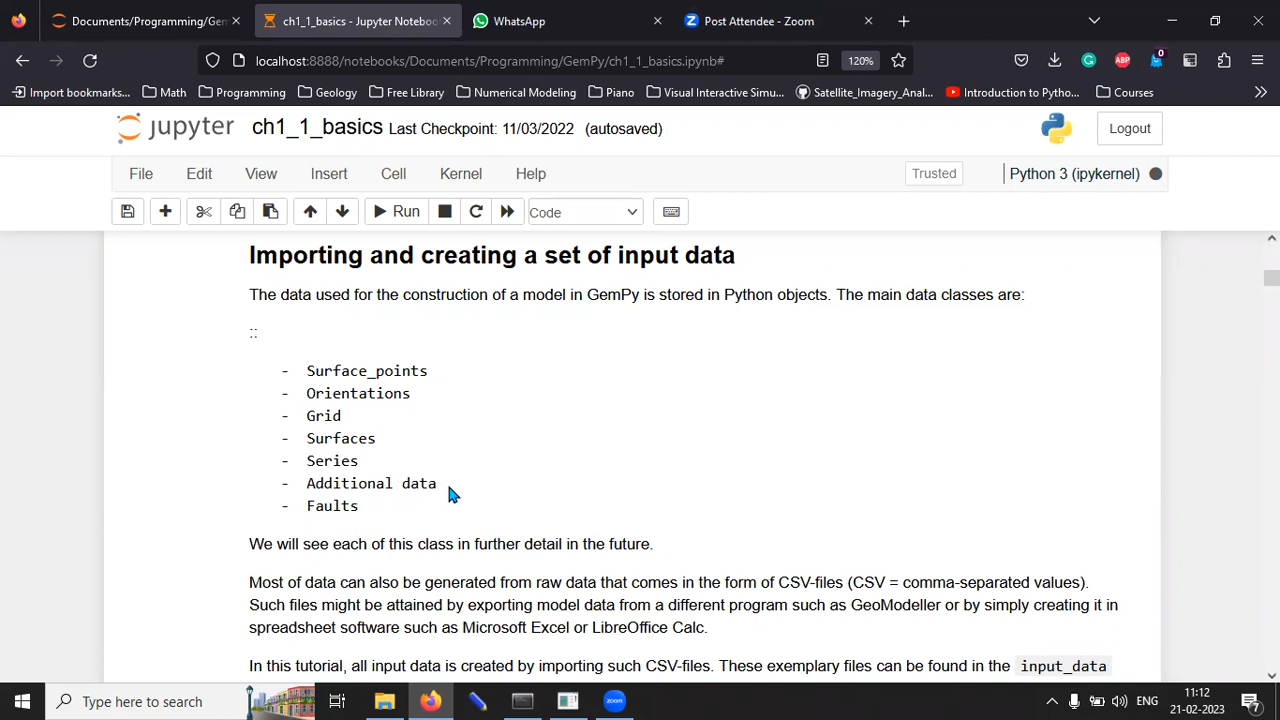 Documents/Programming/Gem
ch1_1_basics - Jupyter Notebook
WhatsApp
Post Attendee - Zoom
localhost:8888/notebooks/Documents/Programming/GemPy/ch1_1_basics.ipynb#
120%
0
Import bookmarks...
Math
Programming
Geology
Free Library
Numerical Modeling
Piano
Visual Interactive Simu...
Satellite_Imagery_Anal...
Introduction to Pytho...
Courses
jupyter
ch1_1_basics Last Checkpoint: 11/03/2022 (autosaved)
Logout
File
Edit
View
Insert
Kernel
Cell
Help
Trusted
Python 3 (ipykernel)
Run
Code
Importing and creating a set of input data
The data used for the construction of a model in GemPy is stored in Python objects. The main data classes are:
::
- Surface_points
- Orientations
- Grid
- Surfaces
- Series
- Additional data
- Faults
We will see each of this class in further detail in the future.
Most of data can also be generated from raw data that comes in the form of CSV-files (CSV = comma-separated values).
Such files might be attained by exporting model data from a different program such as GeoModeller or by simply creating it in
spreadsheet software such as Microsoft Excel or LibreOffice Calc.
In this tutorial, all input data is created by importing such CSV-files. These exemplary files can be found in the input_data
Type here to search
zoom
ENG
11:12
21-02-2023
7